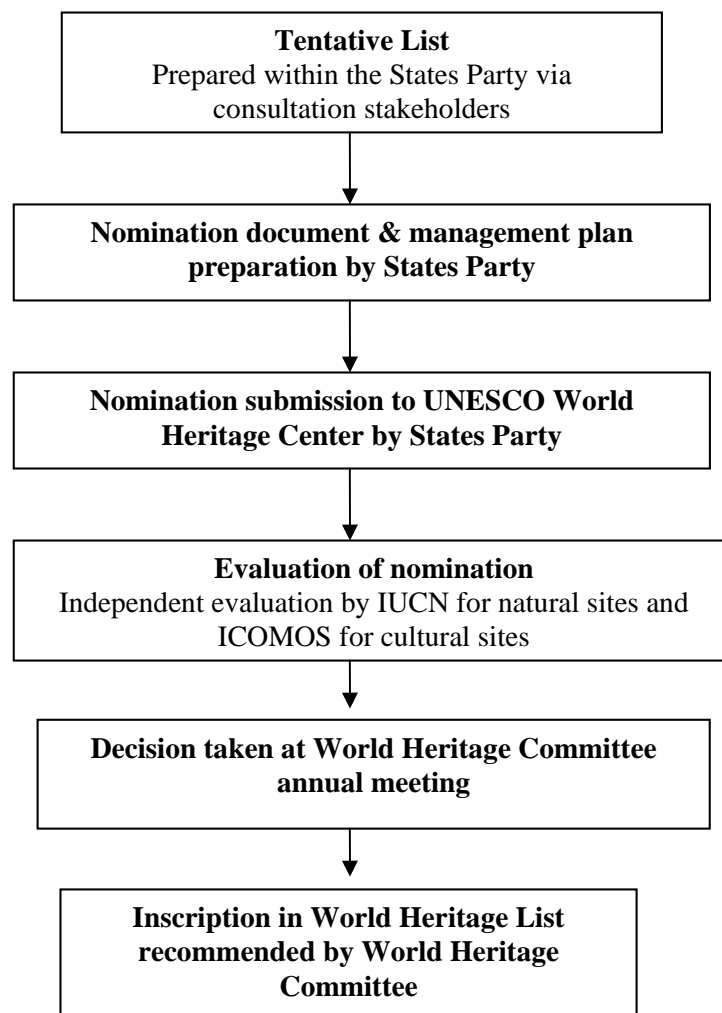 Tentative List
Prepared within the States Party via
consultation stakeholders
Nomination document & management plan
preparation by States Party
Nomination submission to UNESCO World
Heritage Center by States Party
Evaluation of nomination
Independent evaluation by IUCN for natural sites and
ICOMOS for cultural sites
Decision taken at World Heritage Committee
annual meeting
Inscription in World Heritage List
recommended by World Heritage
Committee